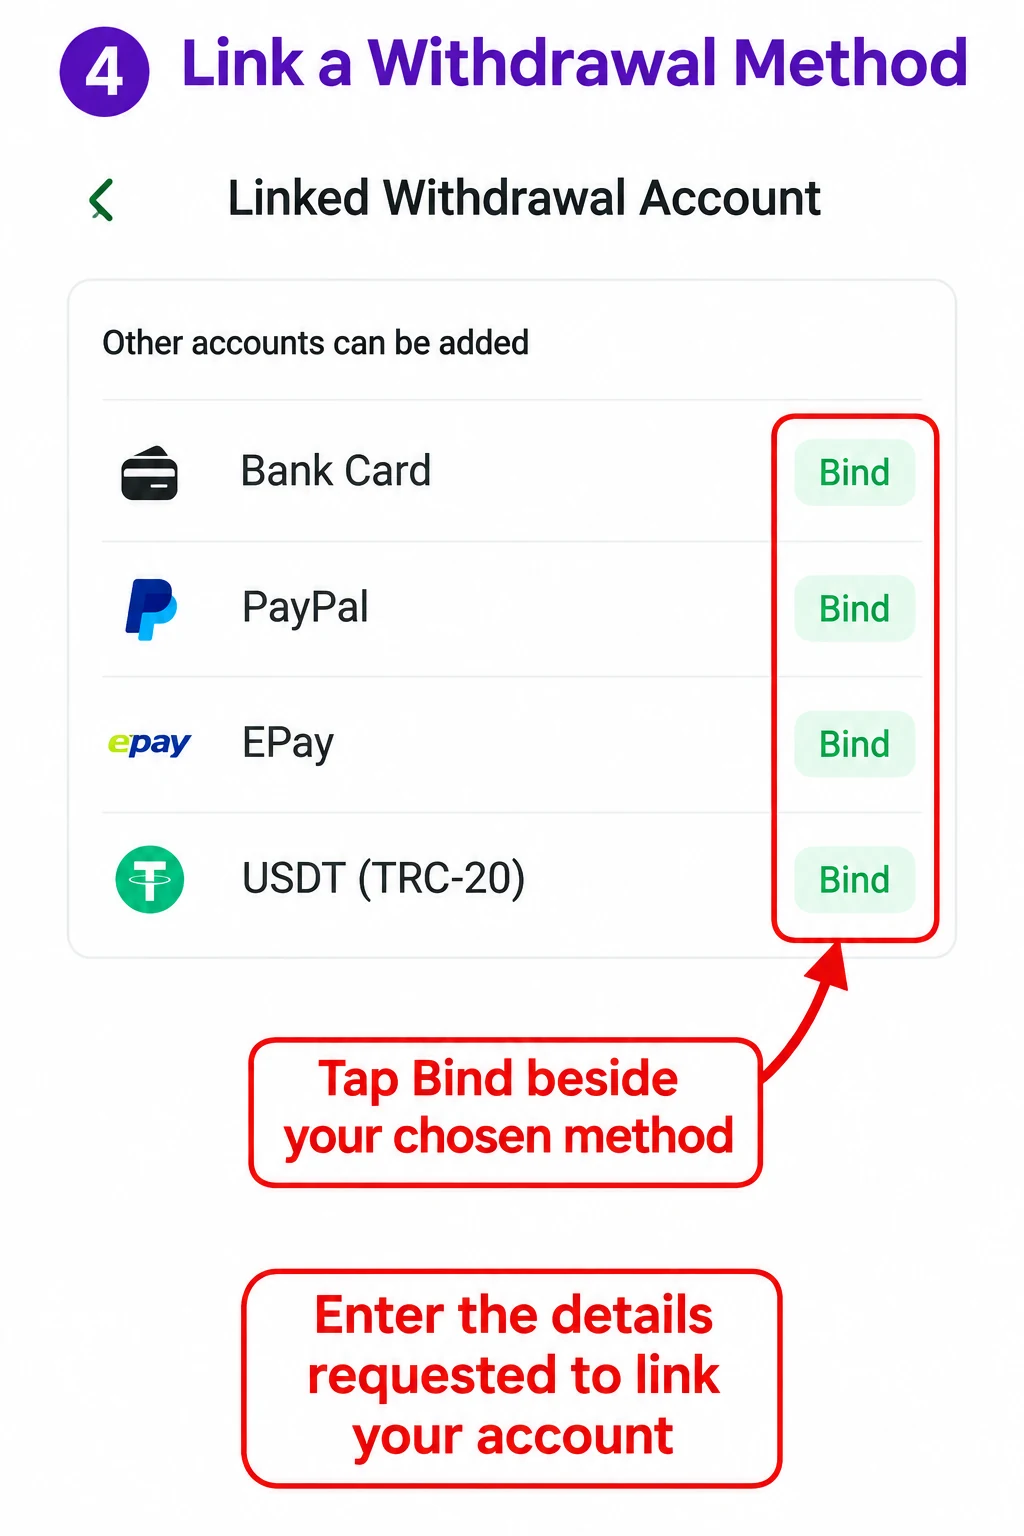 4 Link a Withdrawal Method
Linked Withdrawal Account
Other accounts can be added
Bank Card Bind
PayPal Bind
epay EPay Bind
USDT (TRC-20) Bind
Tap Bind beside
your chosen method
Enter the details
requested to link
your account